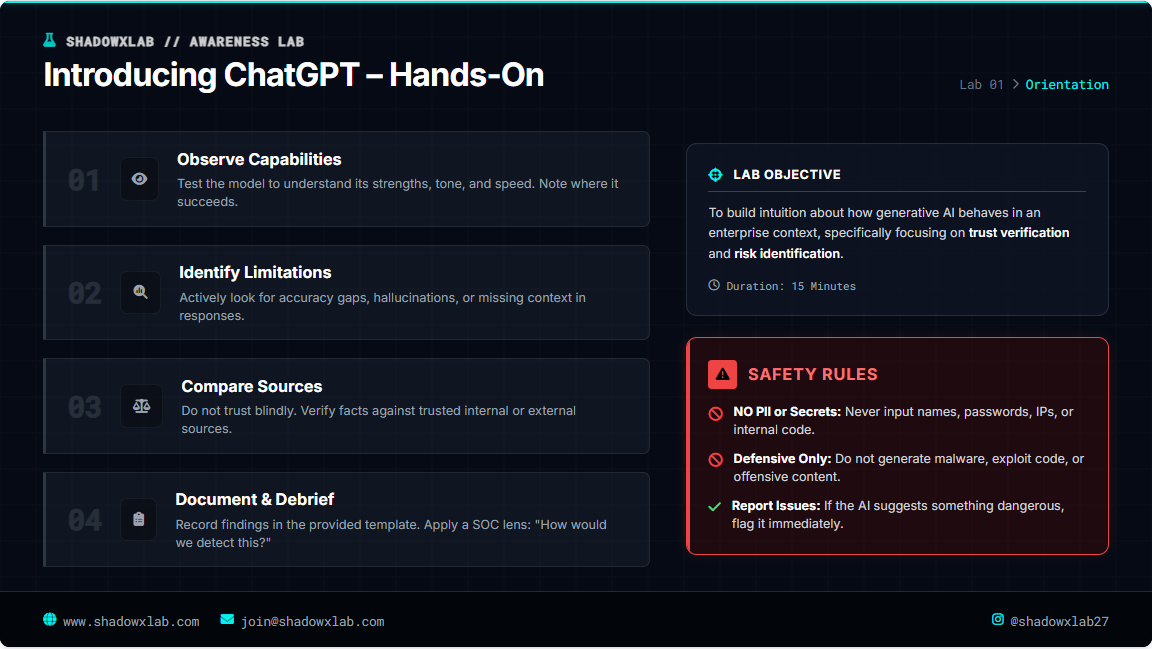 SHADOWXLAB // AWARENESS LAB
Introducing ChatGPT – Hands-On
Lab 01 > Orientation
01
Observe Capabilities
Test the model to understand its strengths, tone, and speed. Note where it
succeeds.
02
Identify Limitations
Actively look for accuracy gaps, hallucinations, or missing context in
responses.
03
Compare Sources
Do not trust blindly. Verify facts against trusted internal or external
sources.
04
Document & Debrief
Record findings in the provided template. Apply a SOC lens: "How would
we detect this?"
LAB OBJECTIVE
To build intuition about how generative AI behaves in an
enterprise context, specifically focusing on trust verification
and risk identification.
Duration: 15 Minutes
SAFETY RULES
NO PII or Secrets: Never input names, passwords, IPs, or
internal code.
Defensive Only: Do not generate malware, exploit code, or
offensive content.
Report Issues: If the AI suggests something dangerous,
flag it immediately.
www.shadowxlab.com
join@shadowxlab.com
@shadowxlab27